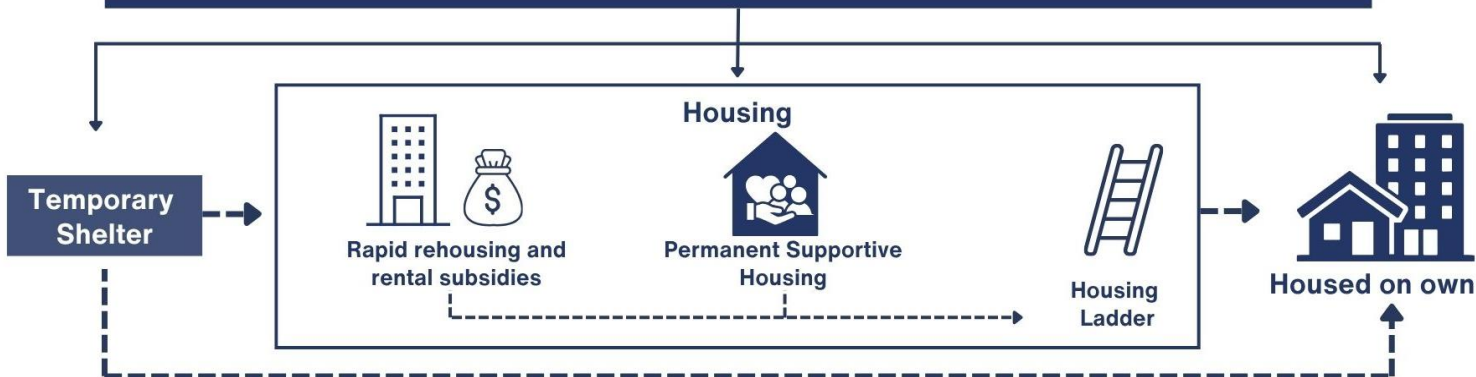 Housing
Temporary
Shelter
$
Rapid rehousing and
rental subsidies
Permanent Supportive
Housing
Housing
Ladder
Housed on own